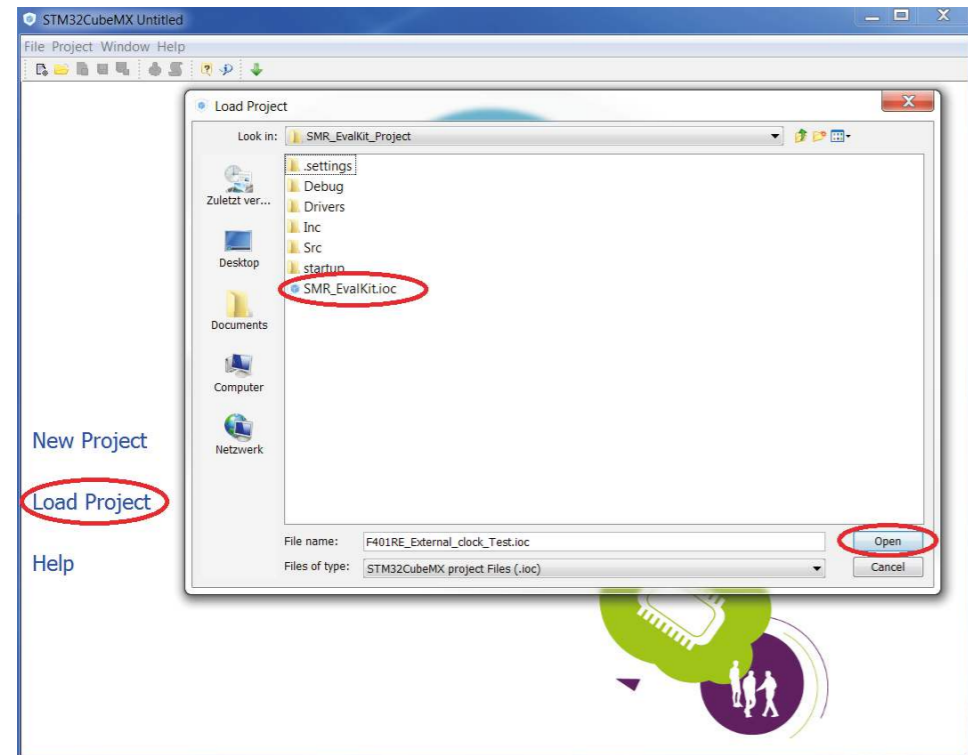 STM32CubeMX Untitled
File Project Window Help
Load Project
Look in: SMR_EvalKit_Project
.settings
Debug
Drivers
Inc
Src
startup
SMR_EvalKit.ioc
Zuletzt ver...
Desktop
Documents
Computer
Netzwerk
New Project
Load Project
Help
File name: F401RE_External_clock_Test.ioc
Open
Files of type: STM32CubeMX project Files (.ioc)
Cancel